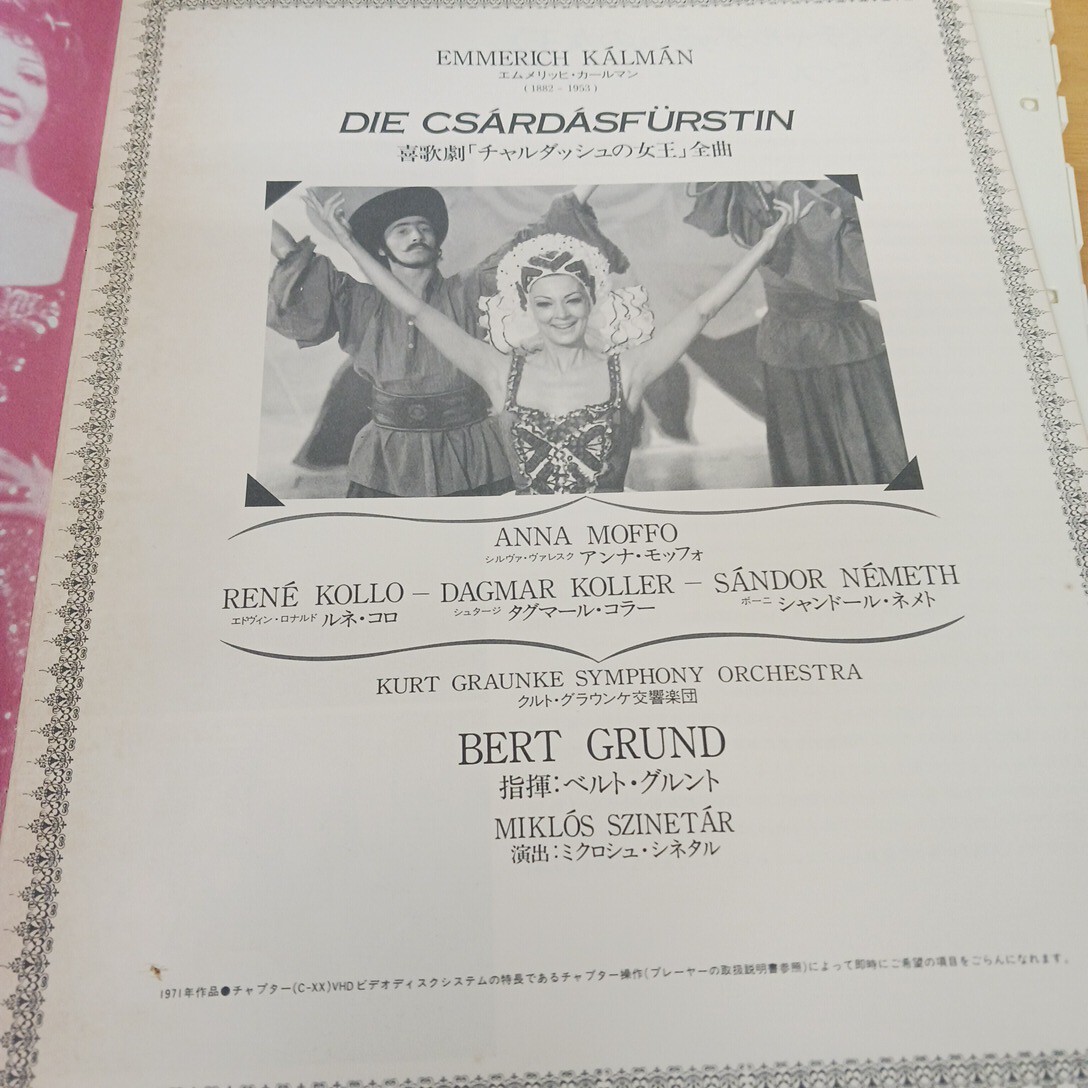 EMMERICH KÁLMÁN
エムメリッヒ・カールマン
(1882 - 1953)
DIE CSÁRDÁSFÜRSTIN
喜歌劇「チャルダッシュの女王」全曲
ANNA MOFFO
シルヴァ・ヴァレスク アンナ・モッフォ
RENÉ KOLLO – DAGMAR KOLLER – SÁNDOR NÉMETH
エドヴィン・ロナルド ルネ・コロ シュタージ タグマール・コラー ボーニ シャンドール・ネメト
KURT GRAUNKE SYMPHONY ORCHESTRA
クルト・グラウンケ交響楽団
BERT GRUND
指揮:ベルト・グルント
MIKLÓS SZINETÁR
演出:ミクロシュ・シネタル
1971年作品●チャプター(C-XX)VHDビデオディスクシステムの特長であるチャプター操作(プレーヤーの取扱説明書参照)によって即時にご希望の項目をごらんになれます。